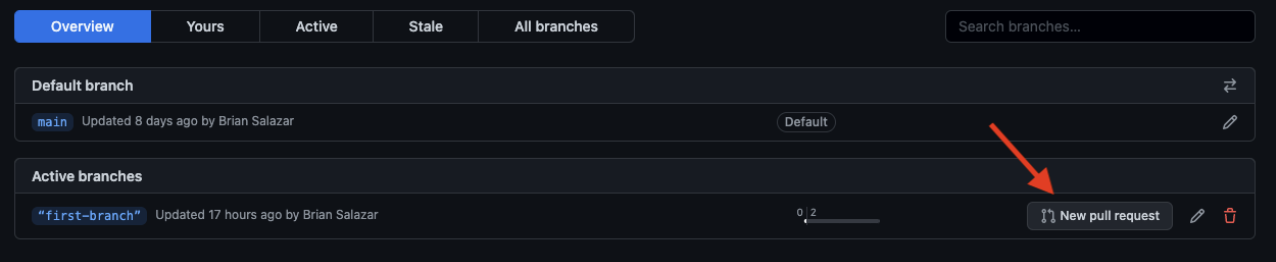 Overview Yours Active Stale All branches Search branches...
Default branch
main Updated 8 days ago by Brian Salazar Default
Active branches
“first-branch” Updated 17 hours ago by Brian Salazar 0 | 2 New pull request